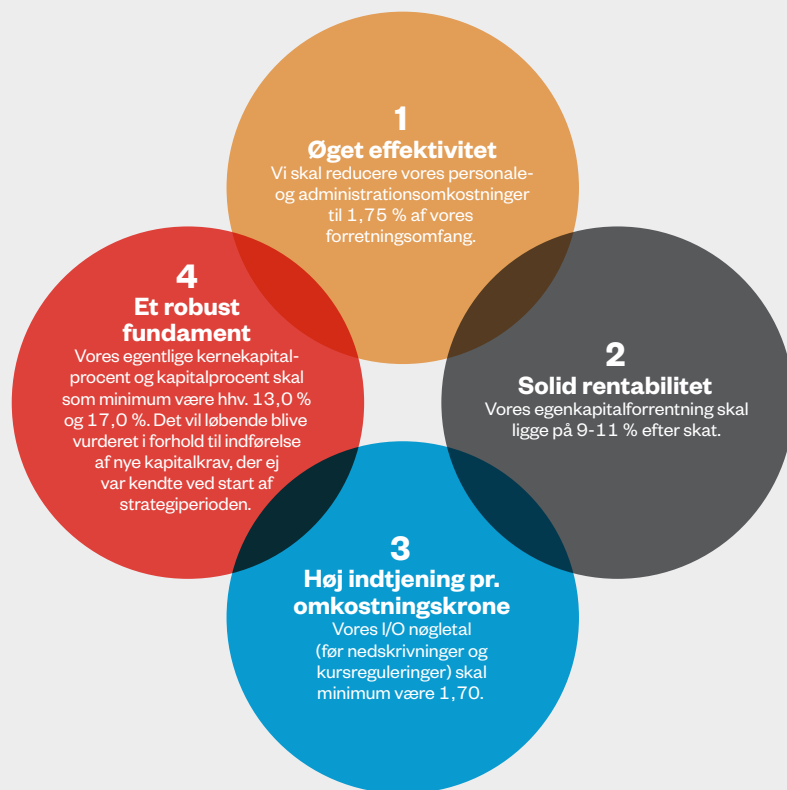 1
Øget effektivitet
Vi skal reducere vores personale-
og administrationsomkostninger
til 1,75 % af vores
forretningsomfang.
2
Solid rentabilitet
Vores egenkapitalforrentning skal
ligge på 9-11 % efter skat.
3
Høj indtjening pr.
omkostningskrone
Vores I/O nøgletal
(før nedskrivninger og
kursreguleringer) skal
minimum være 1,70.
4
Et robust
fundament
Vores egentlige kernekapital-
procent og kapitalprocent skal
som minimum være hhv. 13,0 %
og 17,0 %. Det vil løbende blive
vurderet i forhold til indførelse
af nye kapitalkrav, der ej
var kendte ved start af
strategiperioden.